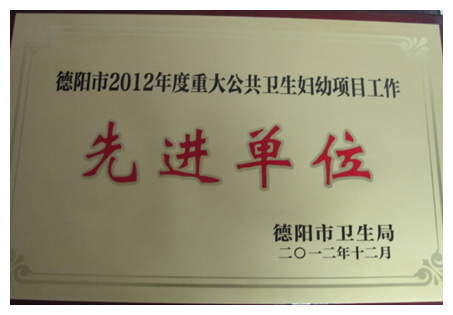 德阳市2012年度重大公共卫生妇幼项目工作
先进单位
德阳市卫生局
二〇一二年十二月